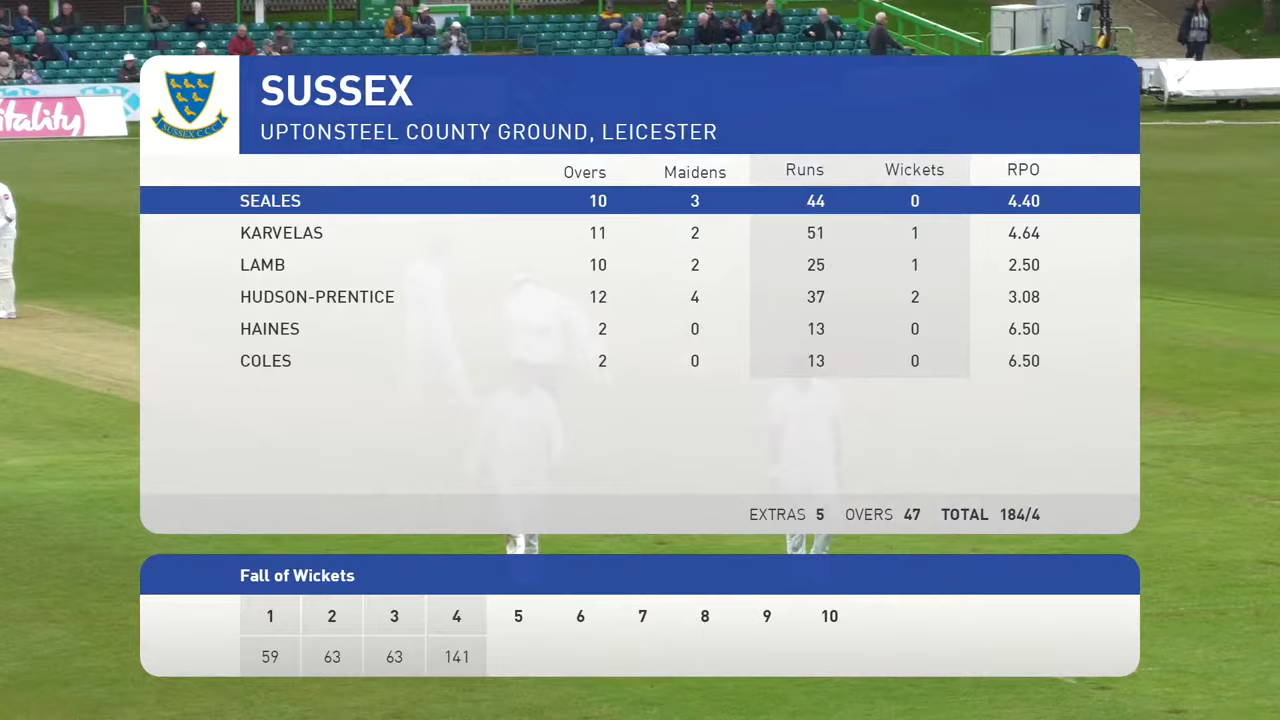 SUSSEX
UPTONSTEEL COUNTY GROUND, LEICESTER
SUSSEX C.C.C
itality
Overs Maidens Runs Wickets RPO
SEALES 10 3 44 0 4.40
KARVELAS 11 2 51 1 4.64
LAMB 10 2 25 1 2.50
HUDSON-PRENTICE 12 4 37 2 3.08
HAINES 2 0 13 0 6.50
COLES 2 0 13 0 6.50
EXTRAS 5 OVERS 47 TOTAL 184/4
Fall of Wickets
1 2 3 4 5 6 7 8 9 10
59 63 63 141